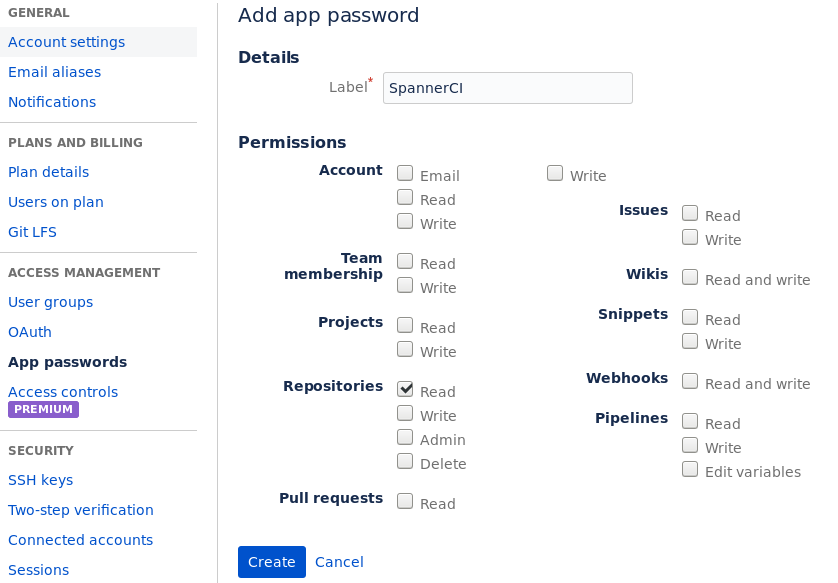 GENERAL
Account settings
Email aliases
Notifications
PLANS AND BILLING
Plan details
Users on plan
Git LFS
ACCESS MANAGEMENT
User groups
OAuth
App passwords
Access controls
PREMIUM
SECURITY
SSH keys
Two-step verification
Connected accounts
Sessions
Add app password
Details
Label* SpannerCI
Permissions
Account Email
Read
Write
Team membership Read
Write
Projects Read
Write
Repositories Read
Write
Admin
Delete
Pull requests Read
Write
Issues Read
Write
Wikis Read and write
Snippets Read
Write
Webhooks Read and write
Pipelines Read
Write
Edit variables
Create Cancel